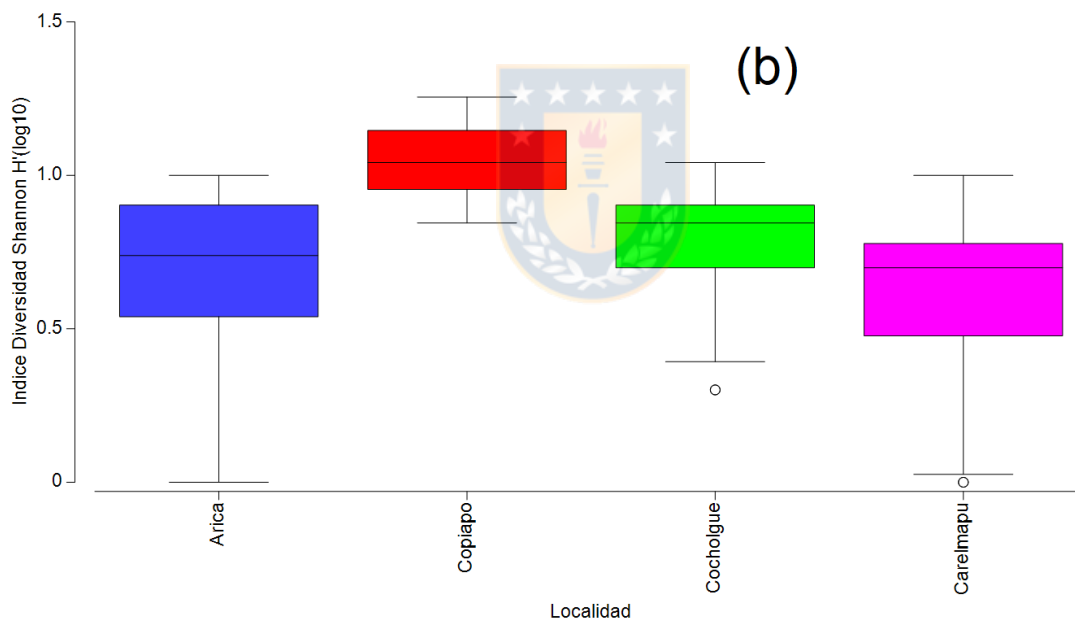 (b)
Indice Diversidad Shannon H'(log10)
1.5
1.0
0.5
0
Arica
Copiapo
Cocholgue
Carelmapu
Localidad